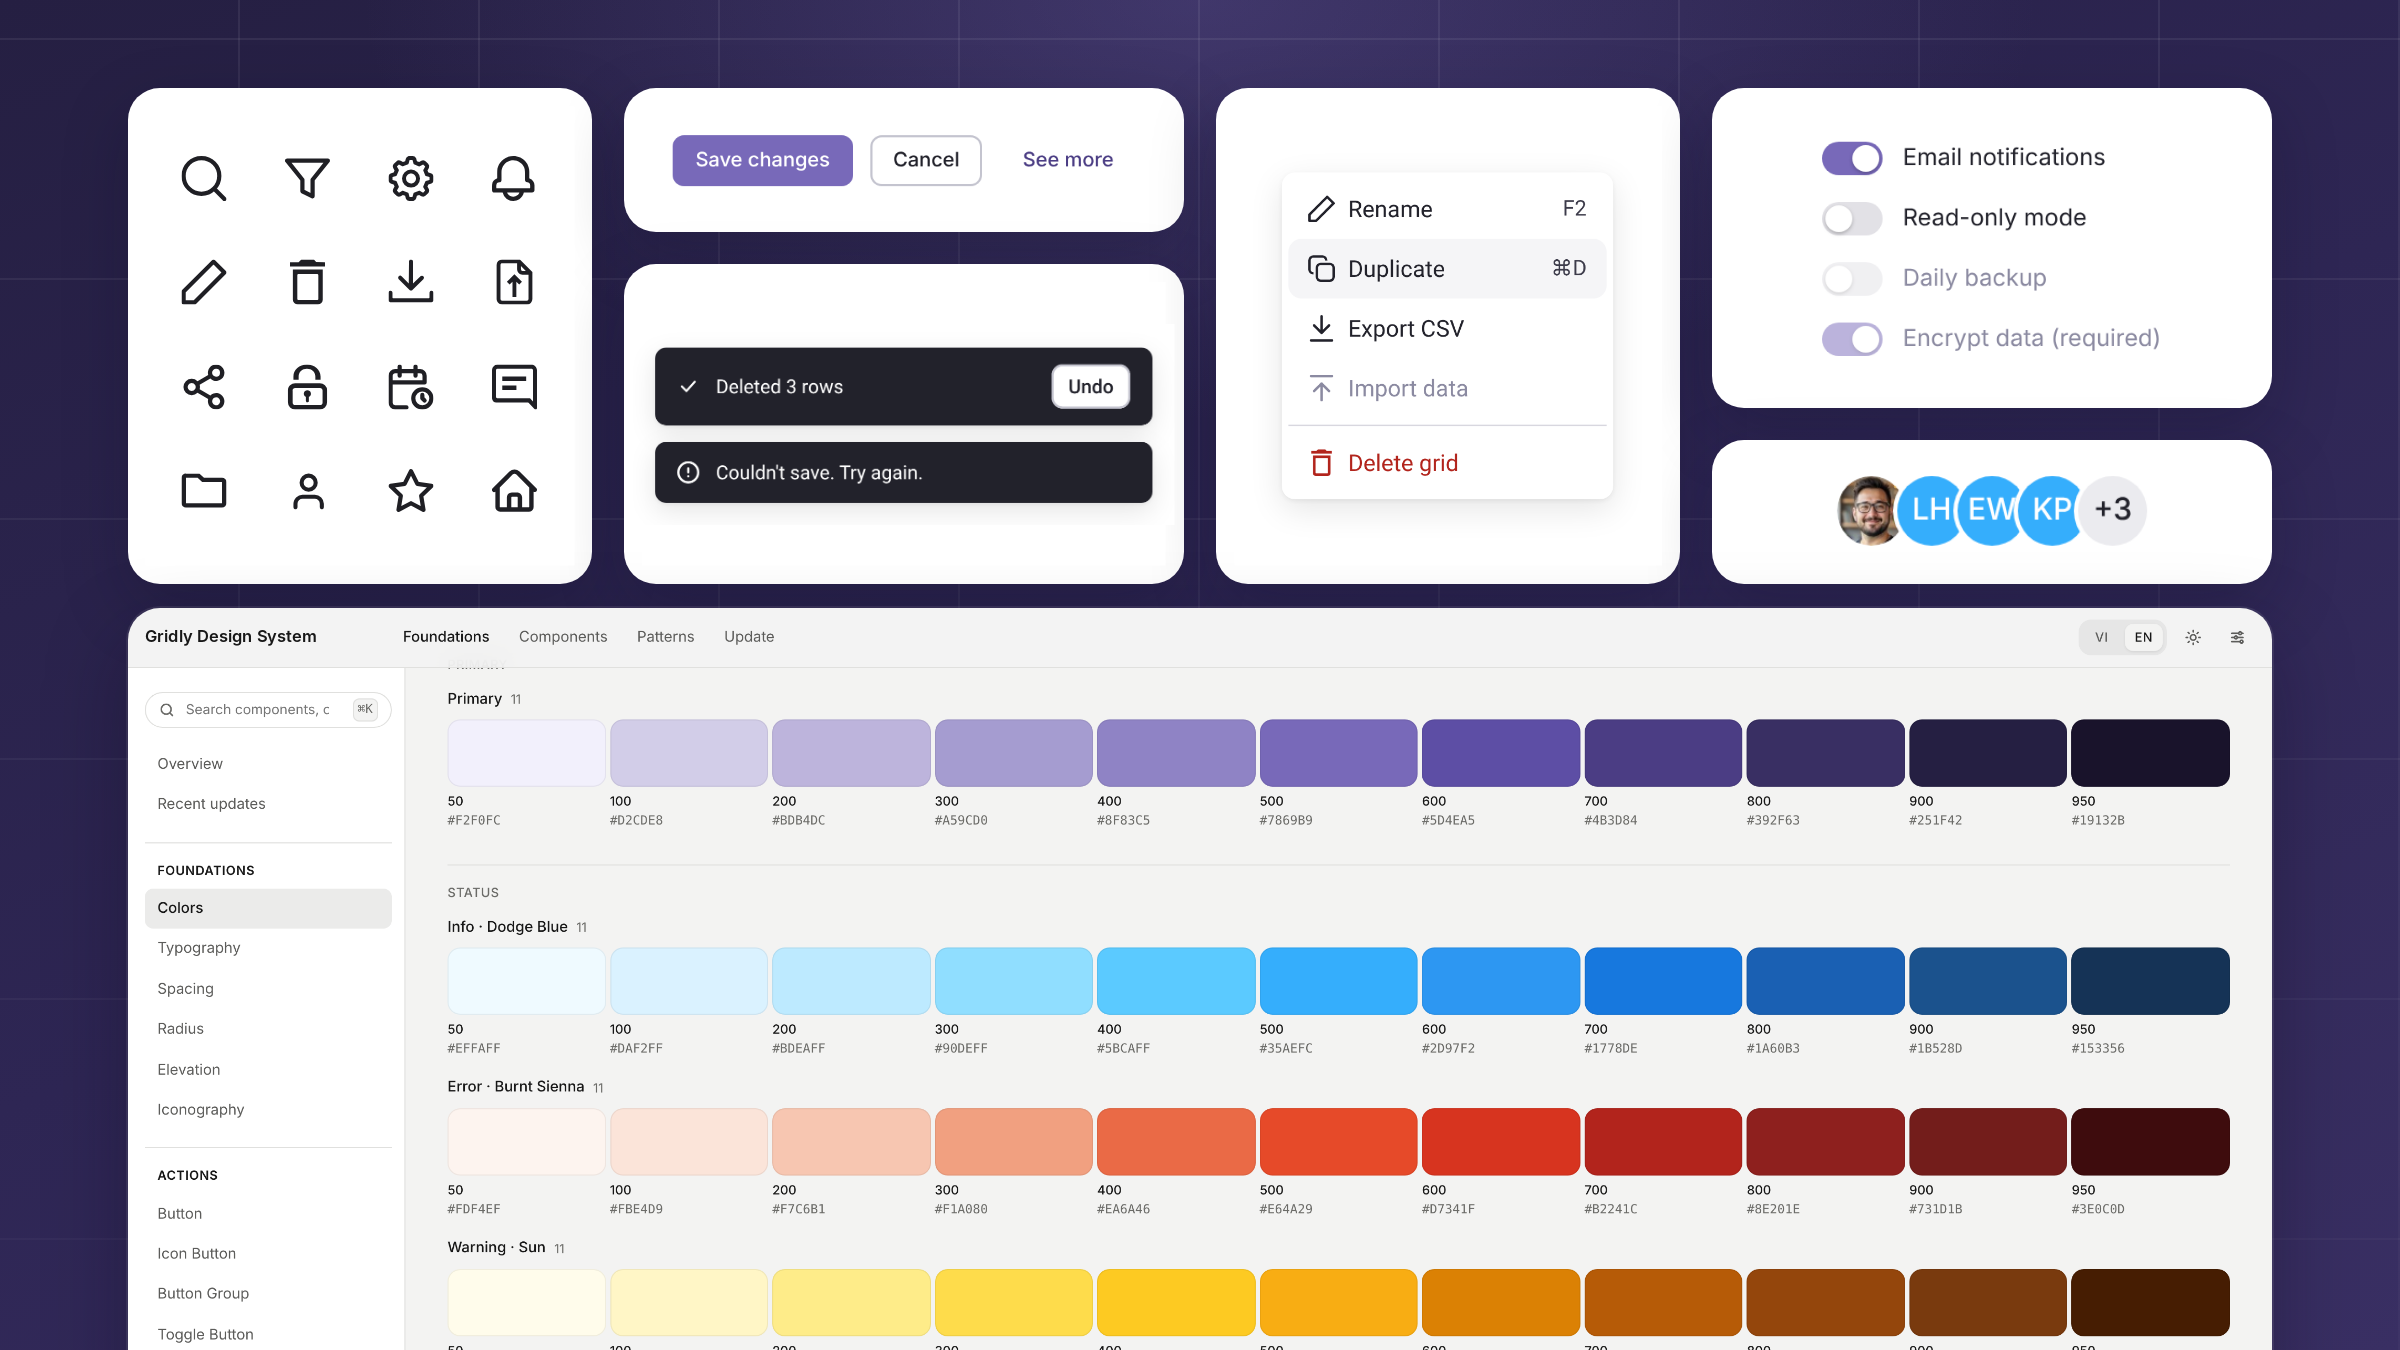 Save changes Cancel See more
Deleted 3 rows Undo
Couldn't save. Try again.
Rename F2
Duplicate ⌘D
Export CSV
Import data
Delete grid
Email notifications
Read-only mode
Daily backup
Encrypt data (required)
LH EW KP +3
Gridly Design System Foundations Components Patterns Update VI EN
Search components, c ⌘K
Overview
Recent updates
FOUNDATIONS
Colors
Typography
Spacing
Radius
Elevation
Iconography
ACTIONS
Button
Icon Button
Button Group
Toggle Button
Primary 11
50 100 200 300 400 500 600 700 800 900 950
#F2F0FC #D2CDE8 #BDB4DC #A59CD0 #8F83C5 #7869B9 #5D4EA5 #4B3D84 #392F63 #251F42 #19132B
STATUS
Info · Dodge Blue 11
50 100 200 300 400 500 600 700 800 900 950
#EFFAFF #DAF2FF #BDEAFF #90DEFF #5BCAFF #35AEFC #2D97F2 #1778DE #1A60B3 #1B528D #153356
Error · Burnt Sienna 11
50 100 200 300 400 500 600 700 800 900 950
#FDF4EF #FBE4D9 #F7C6B1 #F1A080 #EA6A46 #E64A29 #D7341F #B2241C #8E201E #731D1B #3E0C0D
Warning · Sun 11